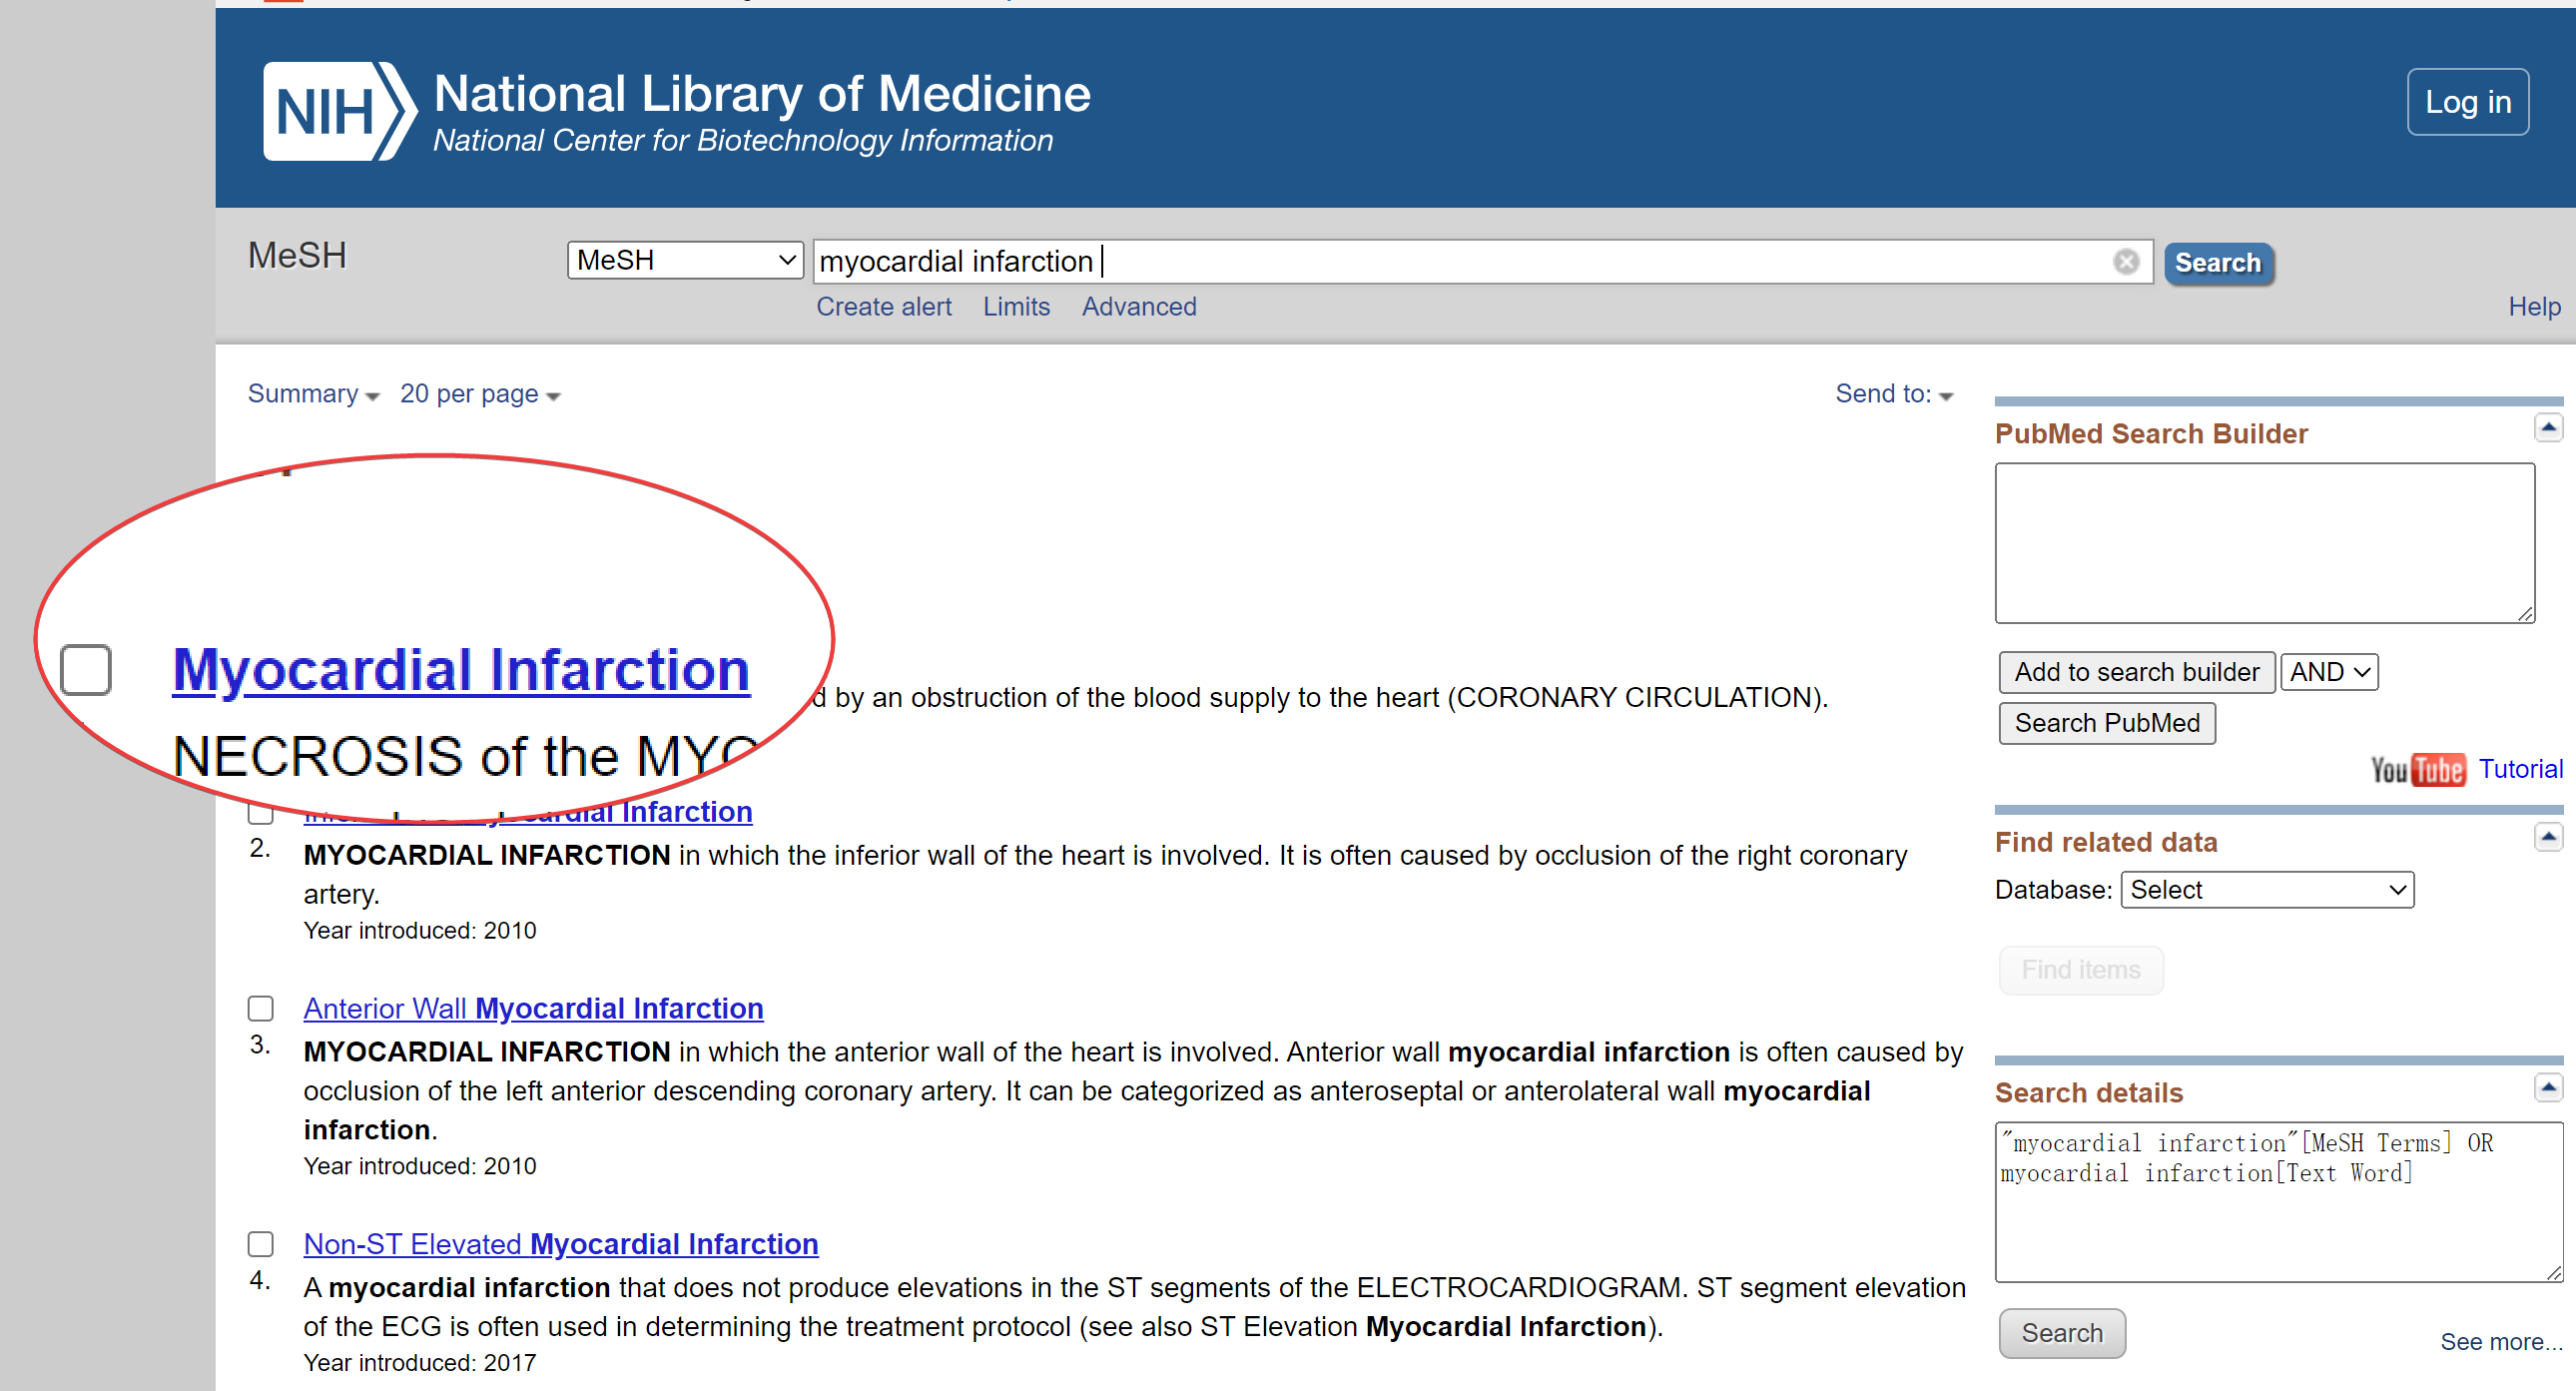 NIH National Library of Medicine
National Center for Biotechnology Information
Log in
MeSH
MeSH
myocardial infarction
Search
Create alert Limits Advanced
Help
Summary 20 per page
Send to:
Myocardial Infarction
NECROSIS of the
by an obstruction of the blood supply to the heart (CORONARY CIRCULATION).
Infarction
2.
MYOCARDIAL INFARCTION in which the inferior wall of the heart is involved. It is often caused by occlusion of the right coronary
artery.
Year introduced: 2010
Anterior Wall Myocardial Infarction
3.
MYOCARDIAL INFARCTION in which the anterior wall of the heart is involved. Anterior wall myocardial infarction is often caused by
occlusion of the left anterior descending coronary artery. It can be categorized as anteroseptal or anterolateral wall myocardial
infarction.
Year introduced: 2010
Non-ST Elevated Myocardial Infarction
4.
A myocardial infarction that does not produce elevations in the ST segments of the ELECTROCARDIOGRAM. ST segment elevation
of the ECG is often used in determining the treatment protocol (see also ST Elevation Myocardial Infarction).
Year introduced: 2017
PubMed Search Builder
Add to search builder AND
Search PubMed
YouTube Tutorial
Find related data
Database: Select
Find items
Search details
"myocardial infarction"[MeSH Terms] OR
myocardial infarction[Text Word]
Search
See more...